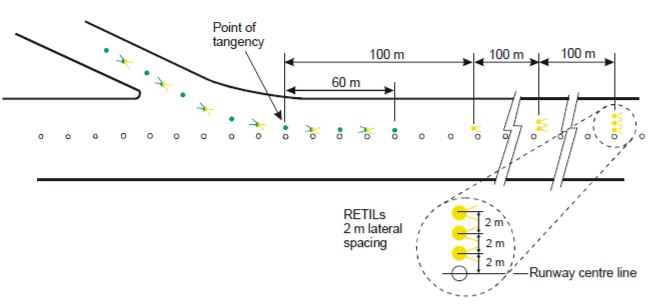 Point of
tangency
100 m
100 m
100 m
60 m
RETILs
2 m lateral
spacing
2 m
2 m
2 m
Runway centre line